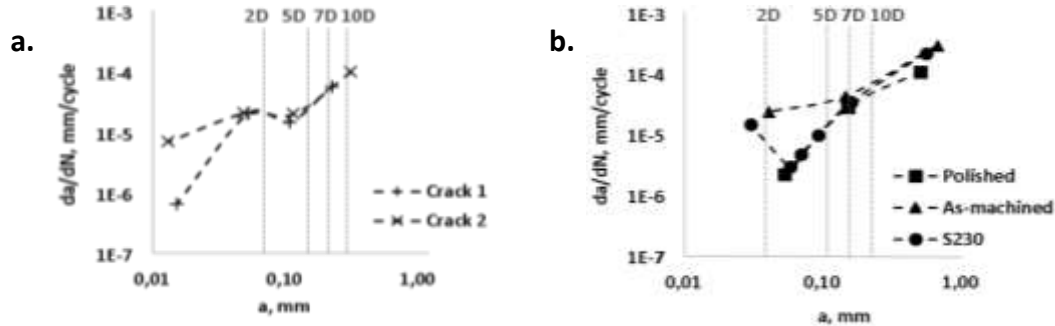 a.
2D 5D 7D 10D
1E-3
1E-4
1E-5
1E-6
1E-7
da/dN, mm/cycle
Crack 1
Crack 2
0,01 0,10 1,00
a, mm
b.
2D 5D 7D 10D
1E-3
1E-4
1E-5
1E-6
1E-7
da/dN, mm/cycle
Polished
As-machined
S230
0,01 0,10 1,00
a, mm